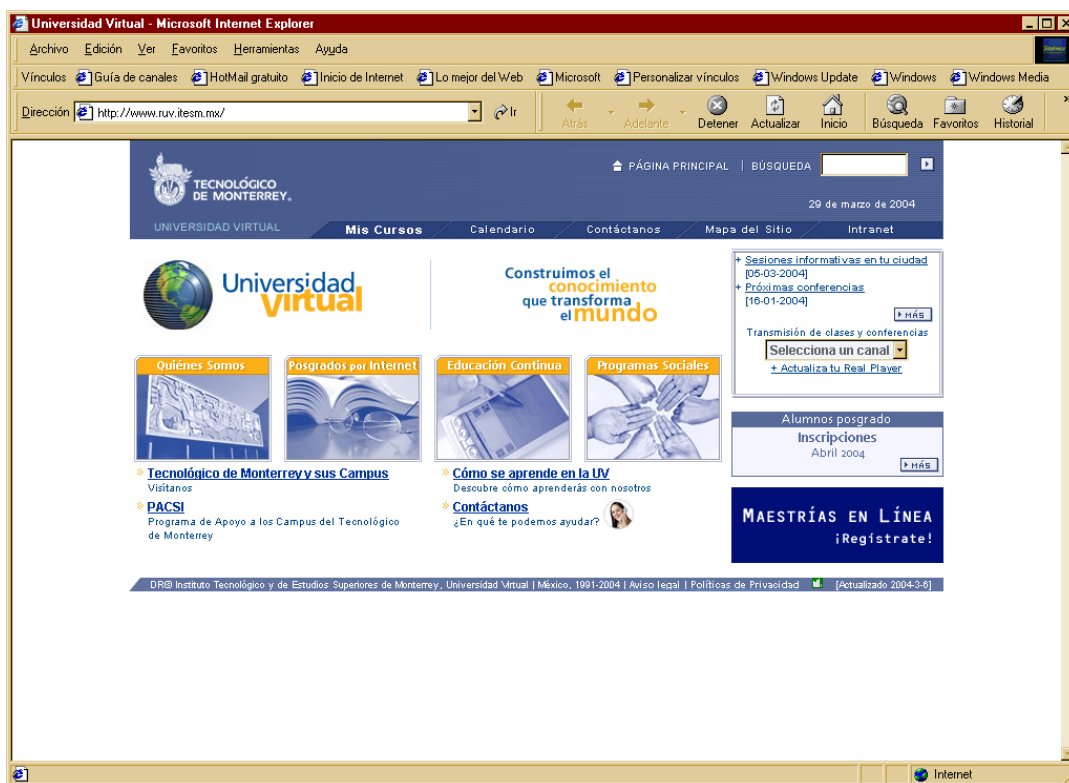 Universidad Virtual - Microsoft Internet Explorer
Archivo Edición Ver Favoritos Herramientas Ayuda
Vínculos Guía de canales HotMail gratuito Inicio de Internet Lo mejor del Web Microsoft Personalizar vínculos Windows Update Windows Windows Media
Dirección http://www.ruv.itesm.mx/ Ir Atrás Adelante Detener Actualizar Inicio Búsqueda Favoritos Historial »
PÁGINA PRINCIPAL | BÚSQUEDA
TECNOLÓGICO
DE MONTERREY.
29 de marzo de 2004
UNIVERSIDAD VIRTUAL Mis Cursos Calendario Contáctanos Mapa del Sitio Intranet
Universidad
Virtual
Construimos el
conocimiento
que transforma
el mundo
+ Sesiones informativas en tu ciudad
[05-03-2004]
+ Próximas conferencias
[16-01-2004]
MÁS
Transmisión de clases y conferencias
Selecciona un canal
+ Actualiza tu Real Player
Quiénes Somos Posgrados por Internet Educación Continua Programas Sociales
Alumnos posgrado
Inscripciones
Abril 2004
MÁS
» Tecnológico de Monterrey y sus Campus
Visítanos
» PACSI
Programa de Apoyo a los Campus del Tecnológico
de Monterrey
» Cómo se aprende en la UV
Descubre cómo aprenderás con nosotros
» Contáctanos
¿En qué te podemos ayudar?
MAESTRÍAS EN LÍNEA
¡Regístrate!
DR© Instituto Tecnológico y de Estudios Superiores de Monterrey, Universidad Virtual | México, 1991-2004 | Aviso legal | Políticas de Privacidad [Actualizado 2004-3-6]
Internet